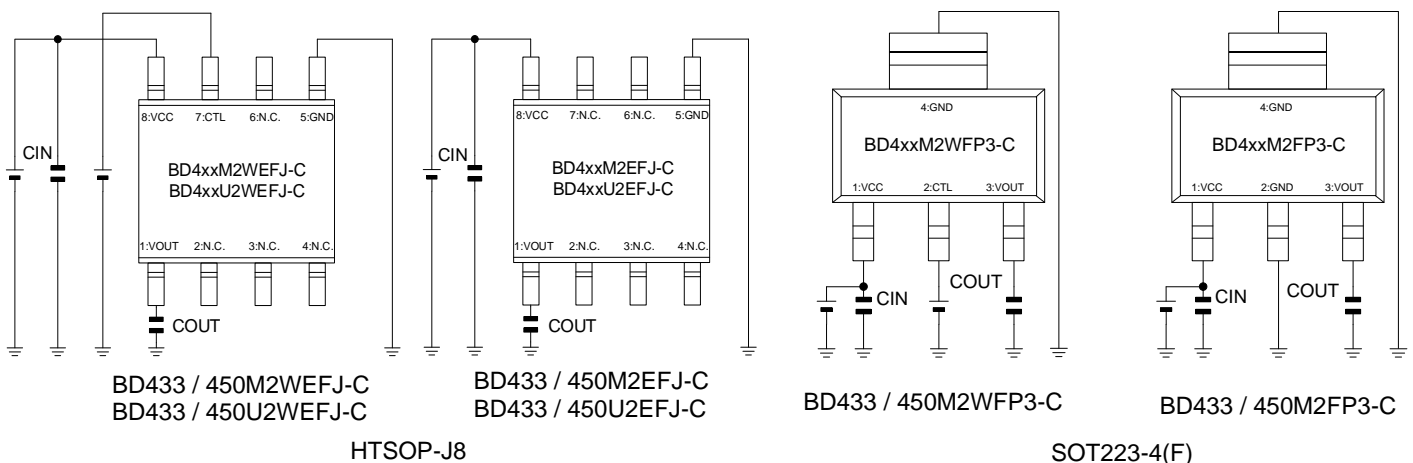 8:VCC 7:CTL 6:N.C. 5:GND
CIN
BD4xxM2WEFJ-C
BD4xxU2WEFJ-C
1:VOUT 2:N.C. 3:N.C. 4:N.C.
COUT
BD433 / 450M2WEFJ-C
BD433 / 450U2WEFJ-C
8:VCC 7:N.C. 6:N.C. 5:GND
CIN
BD4xxM2EFJ-C
BD4xxU2EFJ-C
1:VOUT 2:N.C. 3:N.C. 4:N.C.
COUT
BD433 / 450M2EFJ-C
BD433 / 450U2EFJ-C
HTSOP-J8
4:GND
BD4xxM2WFP3-C
1:VCC 2:CTL 3:VOUT
CIN
COUT
BD433 / 450M2WFP3-C
4:GND
BD4xxM2FP3-C
1:VCC 2:GND 3:VOUT
CIN
COUT
BD433 / 450M2FP3-C
SOT223-4(F)